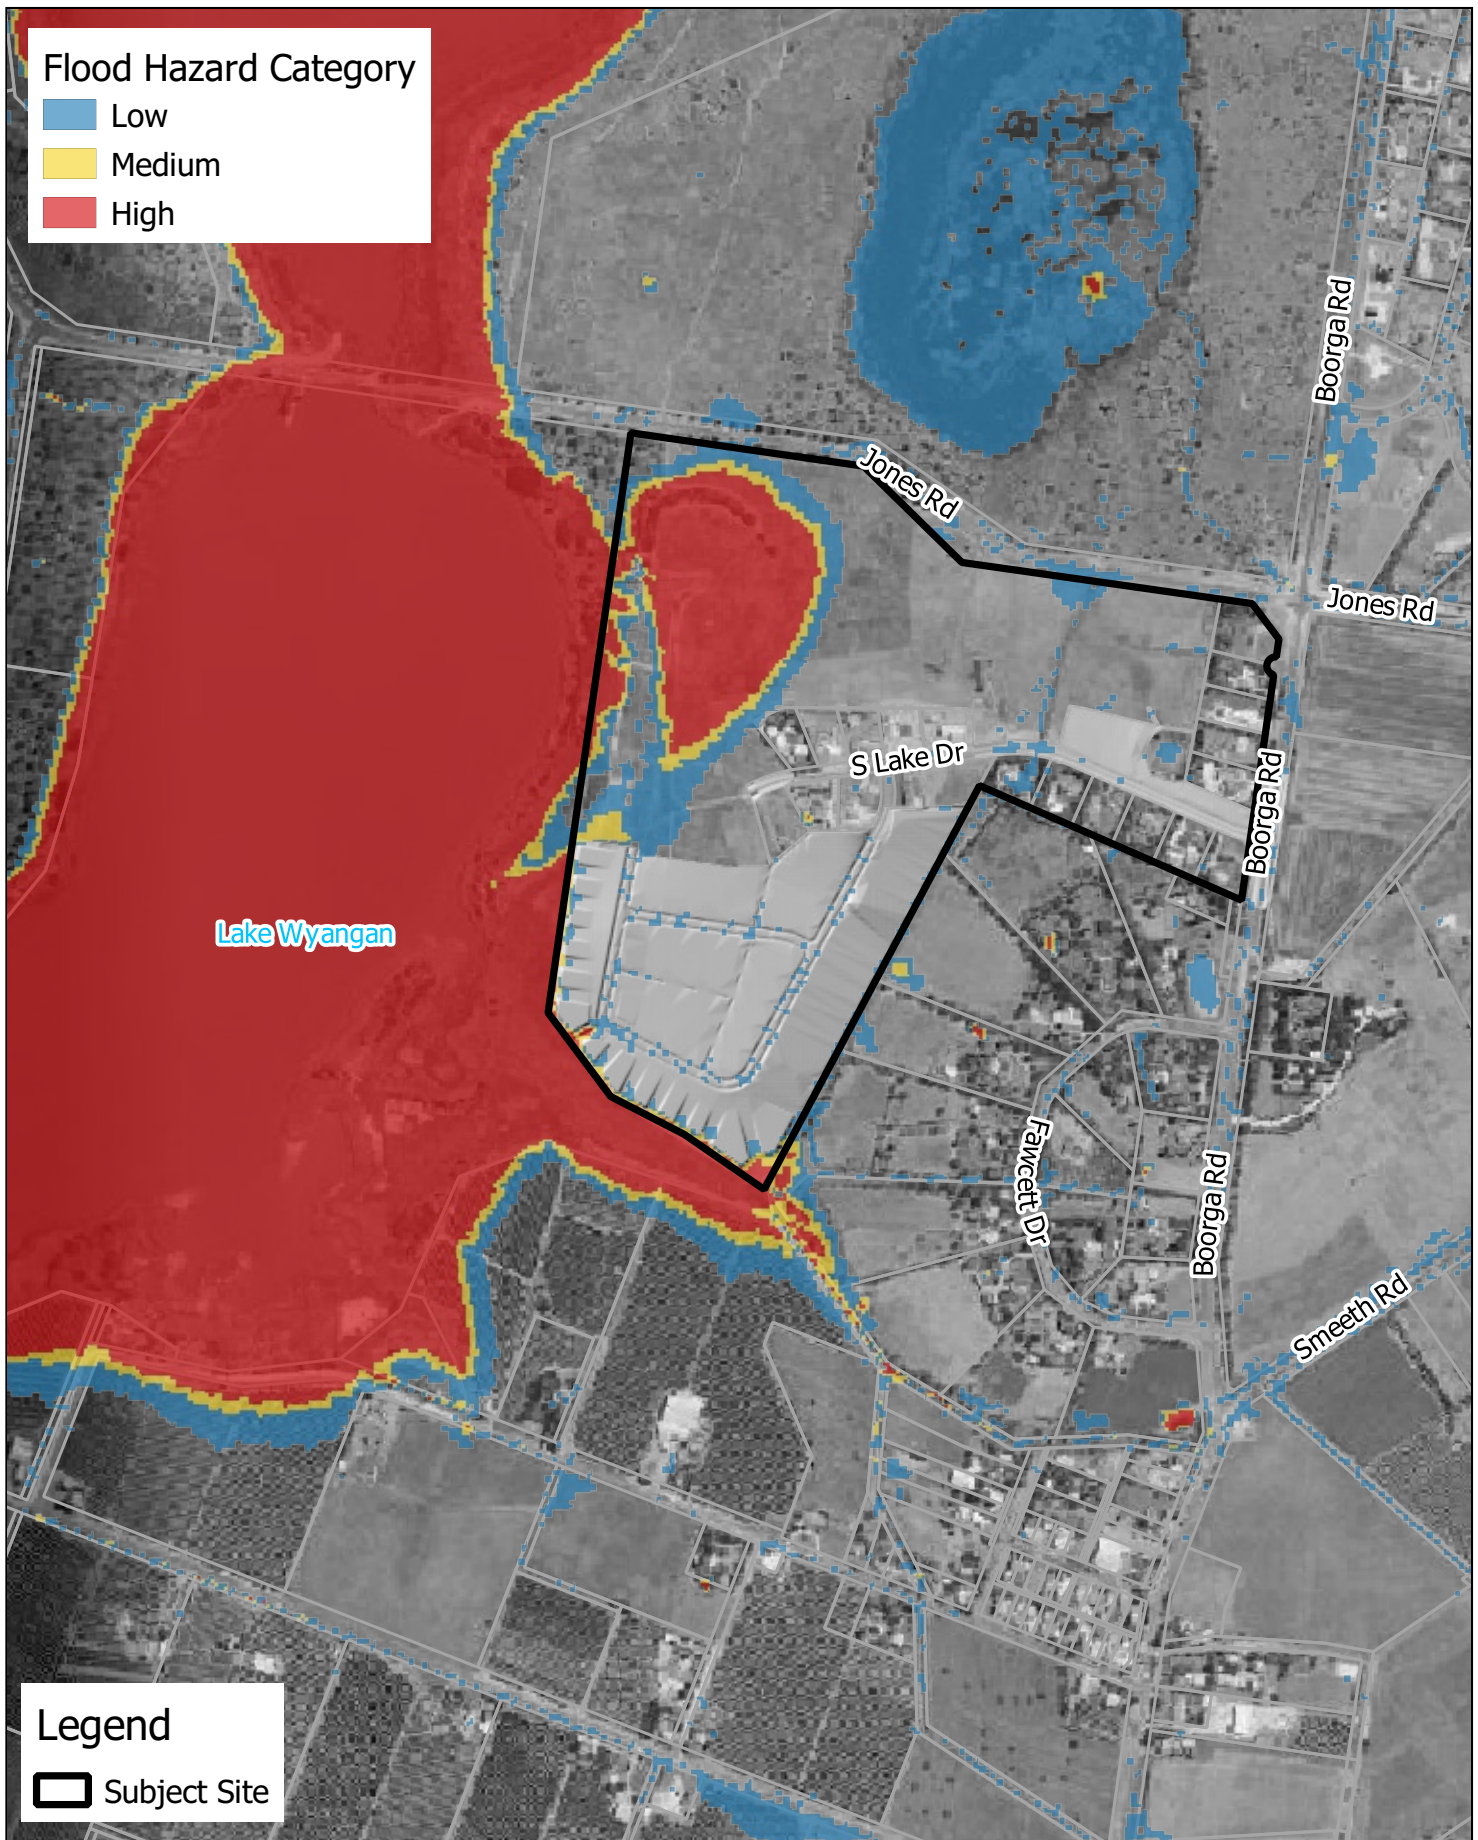 Flood Hazard Category
Low
Medium
High
Boorga Rd
Jones Rd
Jones Rd
S Lake Dr
Boorga Rd
Lake Wyangan
Fawcett Dr
Boorga Rd
Smeeth Rd
Legend
Subject Site